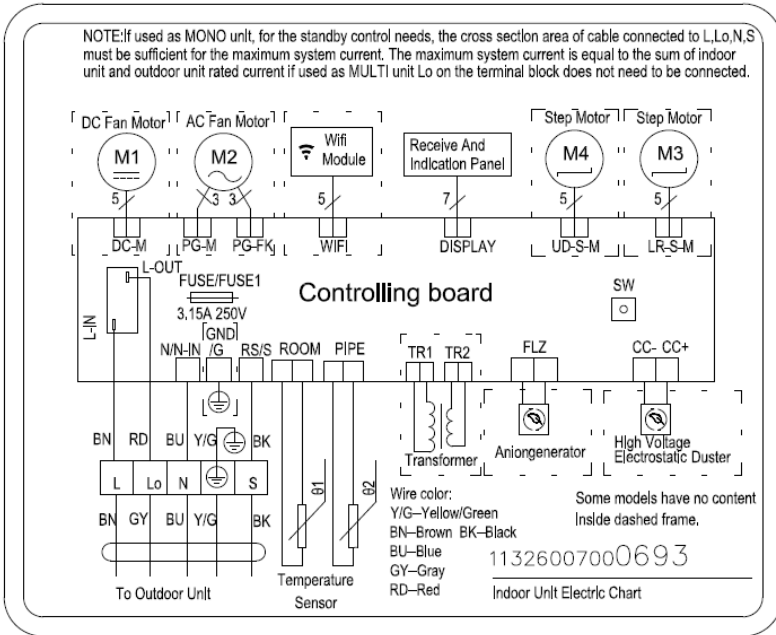 NOTE:If used as MONO unit, for the standby control needs, the cross section area of cable connected to L,Lo,N,S
must be sufficient for the maximum system current. The maximum system current is equal to the sum of indoor
unit and outdoor unit rated current if used as MULTI unit Lo on the terminal block does not need to be connected.
DC Fan Motor AC Fan Motor Step Motor Step Motor
M1 M2 Wifi Module Receive And Indication Panel M4 M3
5 3 3 5 7 5 5
DC-M PG-M PG-FK WIFI DISPLAY UD-S-M LR-S-M
L-OUT
L-IN
FUSE/FUSE1
3,15A 250V
Controlling board
SW
[GND]
N/N-IN /G RS/S ROOM PIPE TR1 TR2 FLZ CC- CC+
BN RD BU Y/G BK
L Lo N S
BN GY BU Y/G BK
To Outdoor Unit
θ1 θ2
Temperature
Sensor
Transformer
Aniongenerator
High Voltage
Electrostatic Duster
Wire color:
Y/G—Yellow/Green
BN—Brown BK—Black
BU—Blue
GY—Gray
RD—Red
Some models have no content
Inside dashed frame.
11326007000693
Indoor Unit Electric Chart